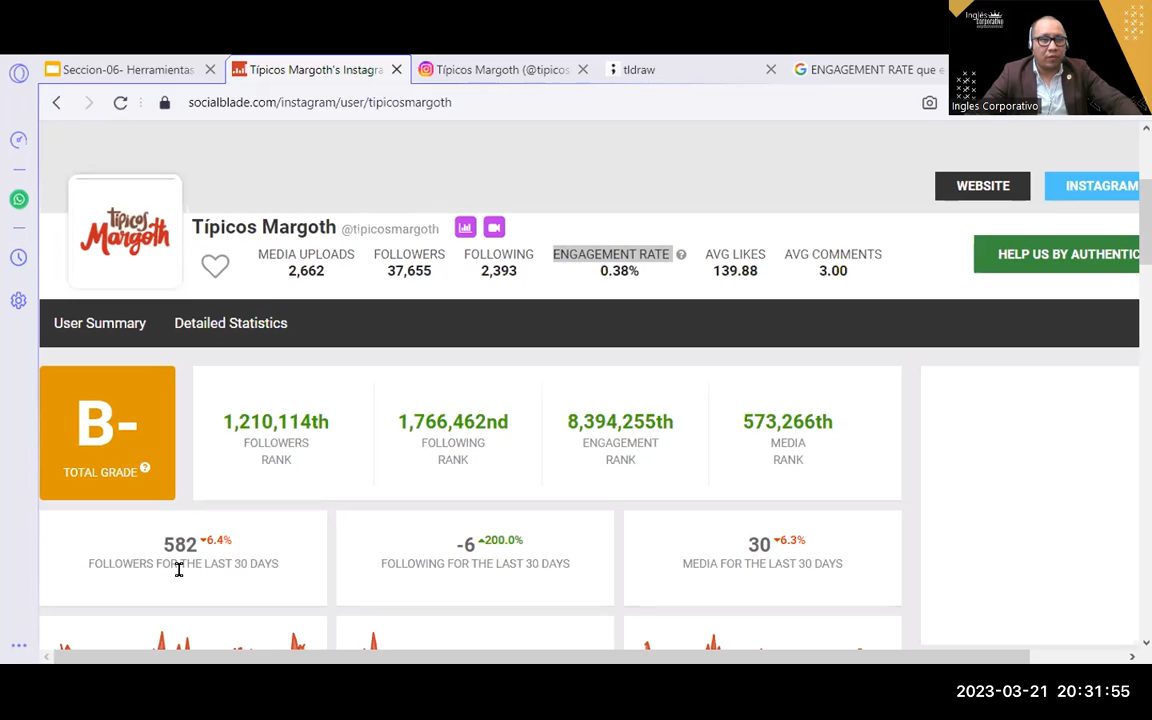 Inglés
Corporativo
Seccion-06- Herramientas
Típicos Margoth's Instagra
Típicos Margoth (@tipicos
tldraw
ENGAGEMENT RATE que e
socialblade.com/instagram/user/tipicosmargoth
Ingles Corporativo
WEBSITE
INSTAGRAM
típicos
Margoth
Típicos Margoth @tipicosmargoth
MEDIA UPLOADS
2,662
FOLLOWERS
37,655
FOLLOWING
2,393
ENGAGEMENT RATE
0.38%
AVG LIKES
139.88
AVG COMMENTS
3.00
HELP US BY AUTHENTIC
User Summary
Detailed Statistics
B-
TOTAL GRADE
1,210,114th
FOLLOWERS
RANK
1,766,462nd
FOLLOWING
RANK
8,394,255th
ENGAGEMENT
RANK
573,266th
MEDIA
RANK
582 6.4%
FOLLOWERS FOR THE LAST 30 DAYS
-6 200.0%
FOLLOWING FOR THE LAST 30 DAYS
30 6.3%
MEDIA FOR THE LAST 30 DAYS
2023-03-21 20:31:55